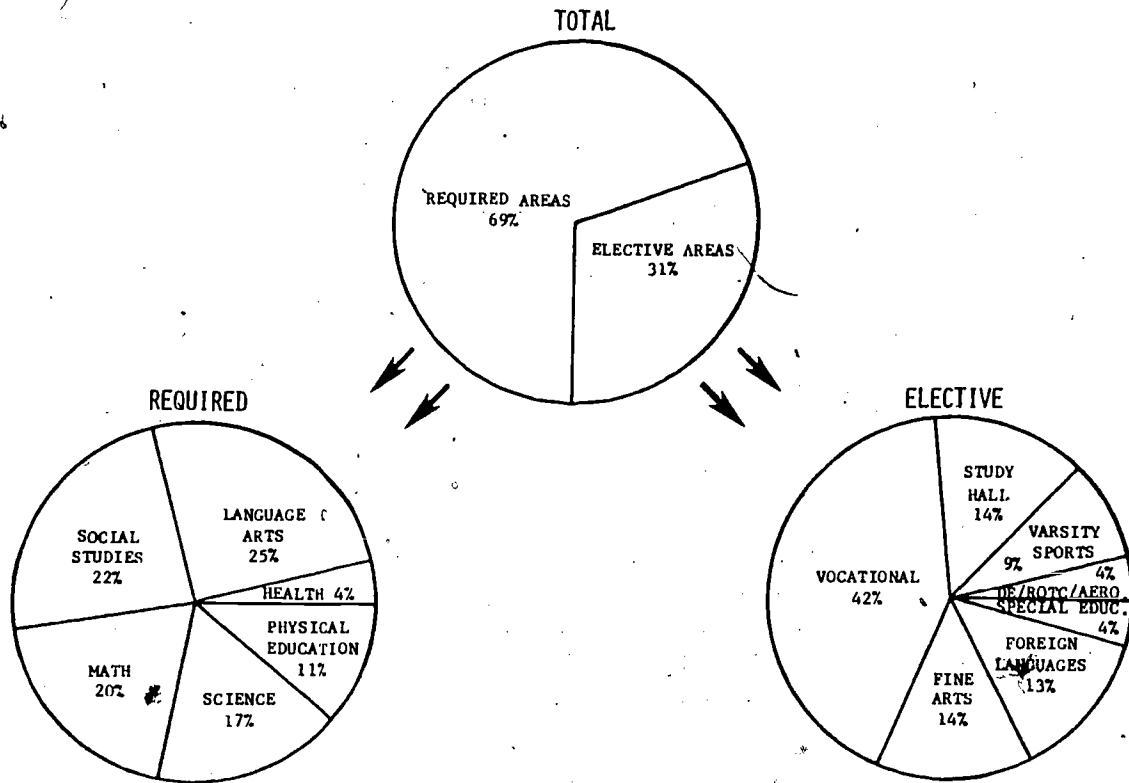 TOTAL
REQUIRED AREAS
69%
ELECTIVE AREAS
31%
REQUIRED
LANGUAGE
ARTS
25%
SOCIAL
STUDIES
22%
HEALTH 4%
PHYSICAL
EDUCATION
11%
MATH
20%
SCIENCE
17%
ELECTIVE
STUDY
HALL
14%
VARSITY
SPORTS
9%
4%
DE/ROTC/AERO.
SPECIAL EDUC.
4%
VOCATIONAL
42%
FOREIGN
LANGUAGES
13%
FINE
ARTS
14%